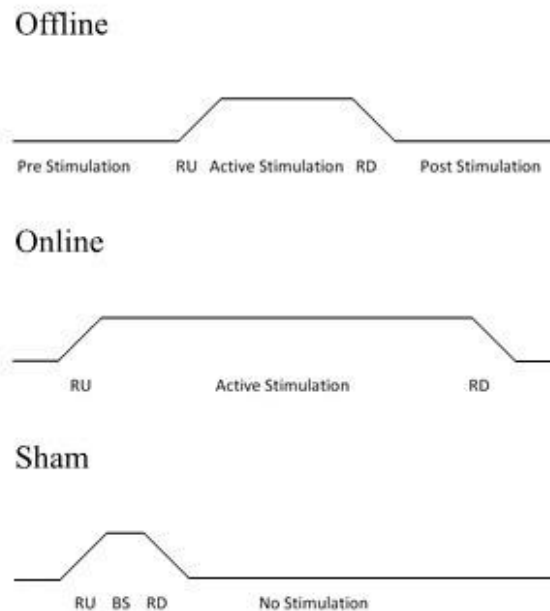 Offline
Pre Stimulation RU Active Stimulation RD Post Stimulation
Online
RU Active Stimulation RD
Sham
RU BS RD No Stimulation